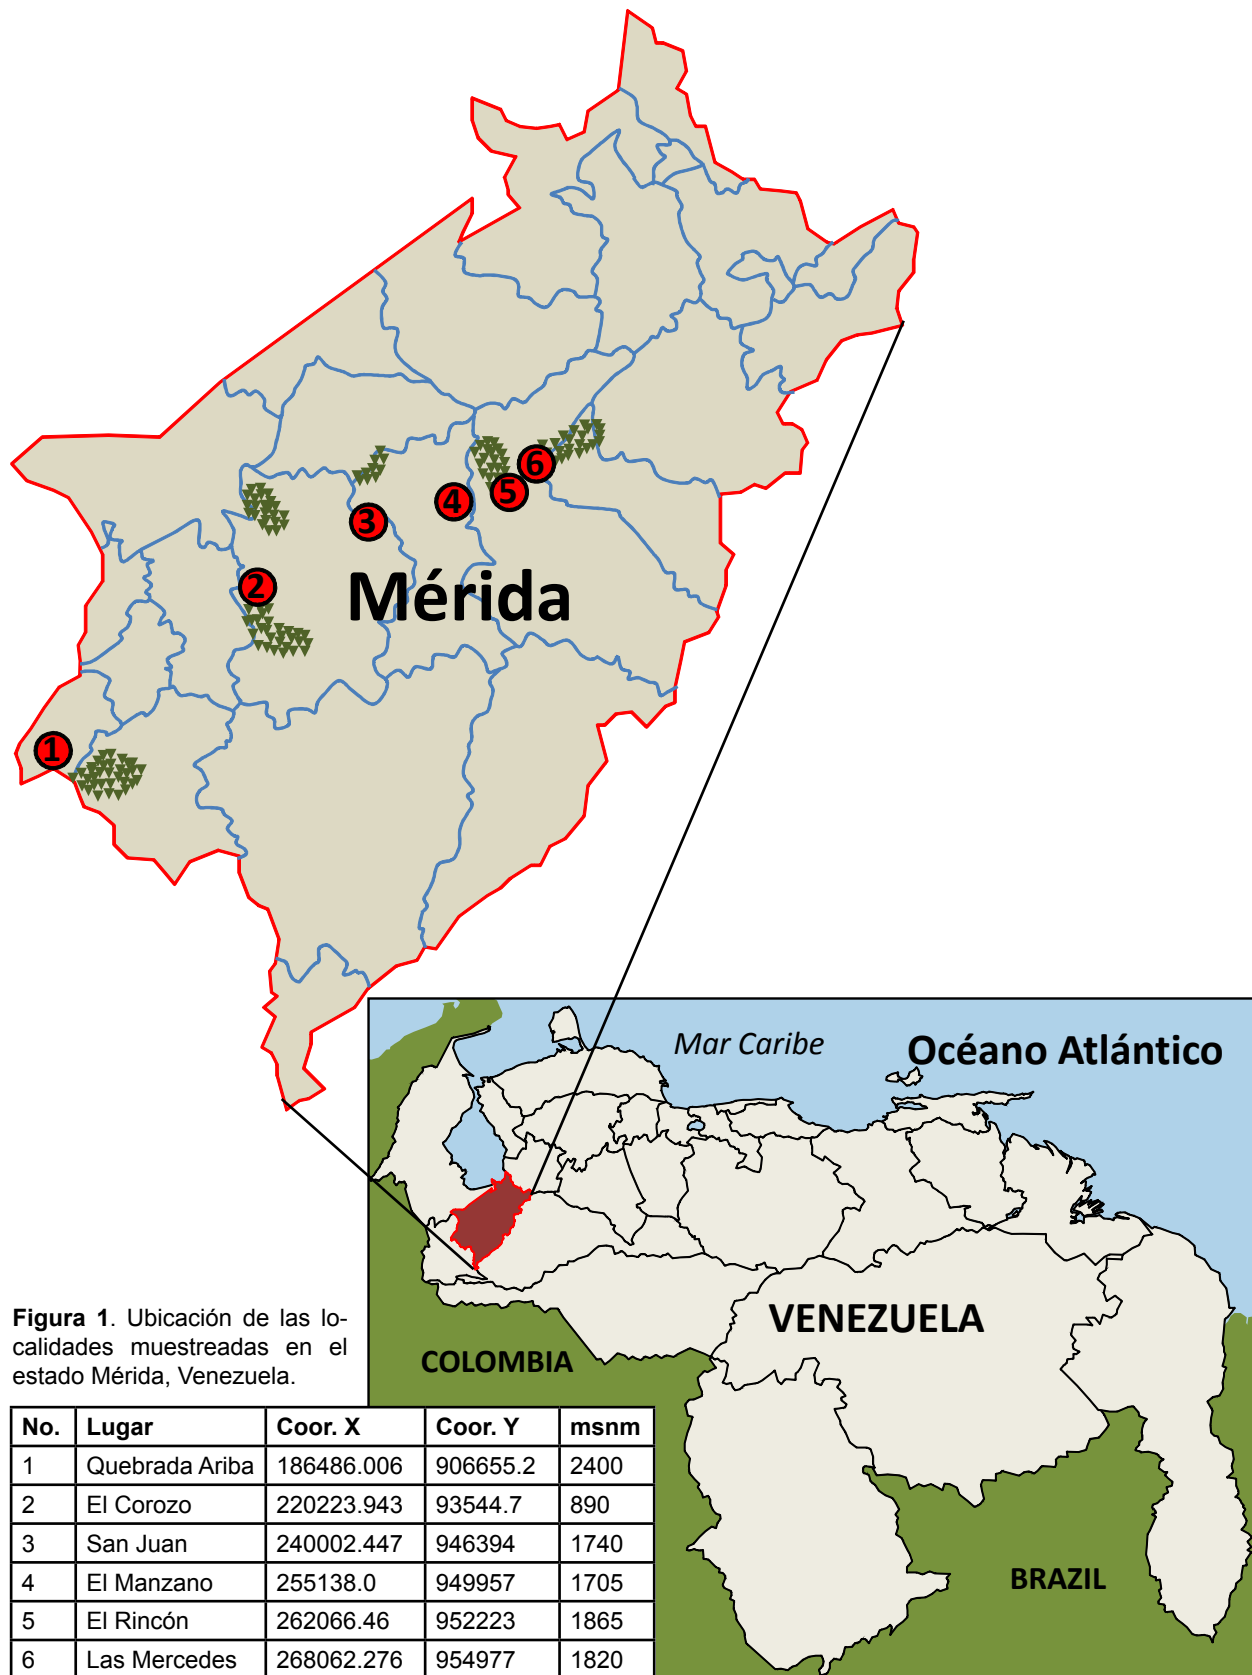 6
5
4
3
2
Mérida
1
Mar Caribe
Océano Atlántico
VENEZUELA
COLOMBIA
BRAZIL
Figura 1. Ubicación de las lo-
calidades muestreadas en el
estado Mérida, Venezuela.
No. Lugar Coor. X Coor. Y msnm
1 Quebrada Ariba 186486.006 906655.2 2400
2 El Corozo 220223.943 93544.7 890
3 San Juan 240002.447 946394 1740
4 El Manzano 255138.0 949957 1705
5 El Rincón 262066.46 952223 1865
6 Las Mercedes 268062.276 954977 1820